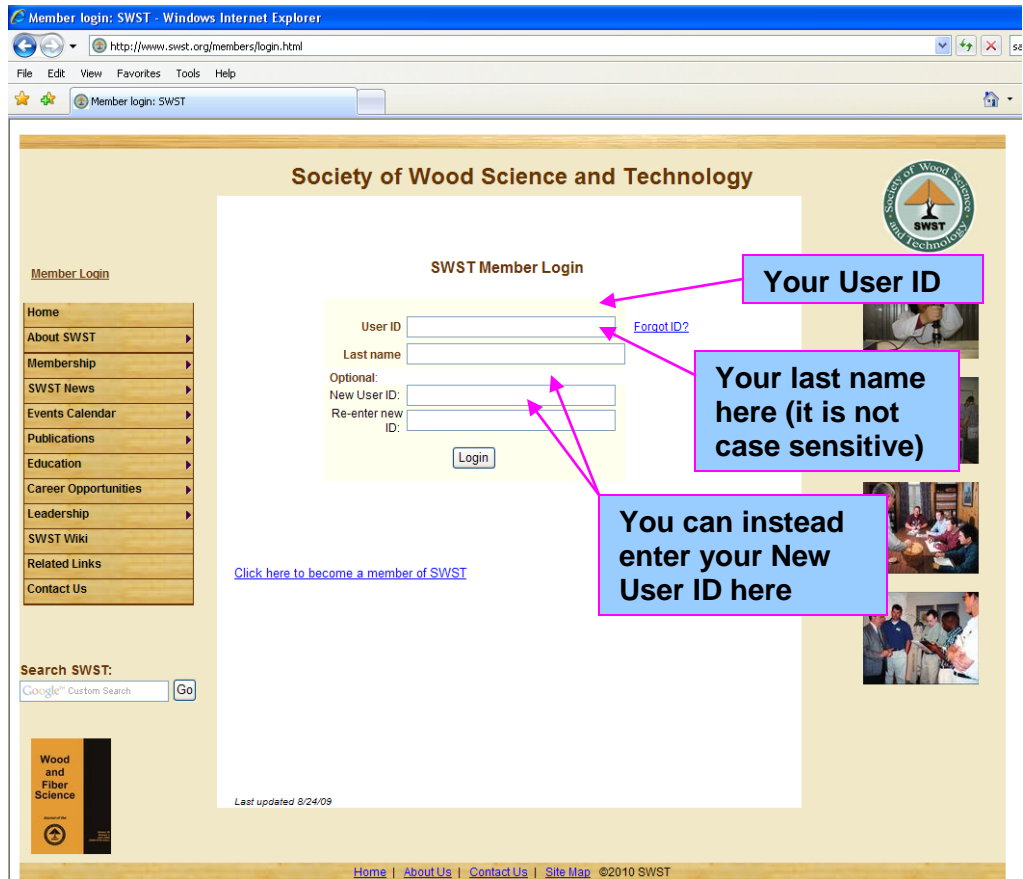 Member login: SWST - Windows Internet Explorer
http://www.swst.org/members/login.html
File Edit View Favorites Tools Help
Member login: SWST
Society of Wood Science and Technology
Society of Wood Science and Technology
SWST
Member Login
SWST Member Login
Your User ID
Home
About SWST
Membership
SWST News
Events Calendar
Publications
Education
Career Opportunities
Leadership
SWST Wiki
Related Links
Contact Us
User ID
Forgot ID?
Last name
Optional:
New User ID:
Re-enter new
ID:
Login
Your last name
here (it is not
case sensitive)
You can instead
enter your New
User ID here
Click here to become a member of SWST
Search SWST:
Google™ Custom Search
Go
Wood
and
Fiber
Science
Last updated 8/24/09
Home | About Us | Contact Us | Site Map ©2010 SWST